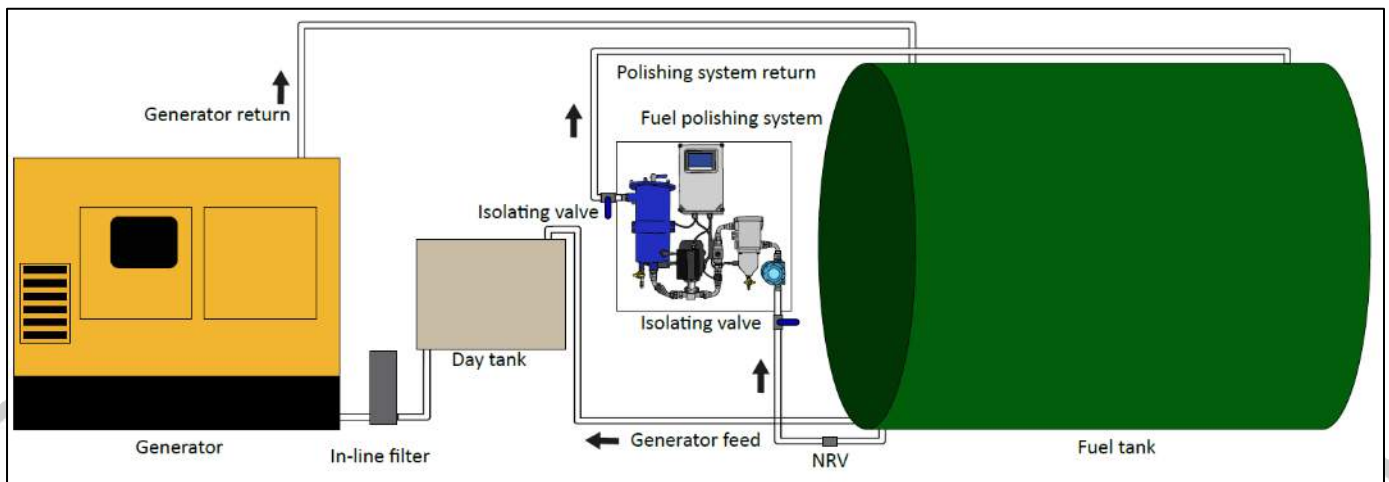 Polishing system return
Generator return
Fuel polishing system
Isolating valve
Isolating valve
Day tank
Generator feed
Generator
In-line filter
NRV
Fuel tank